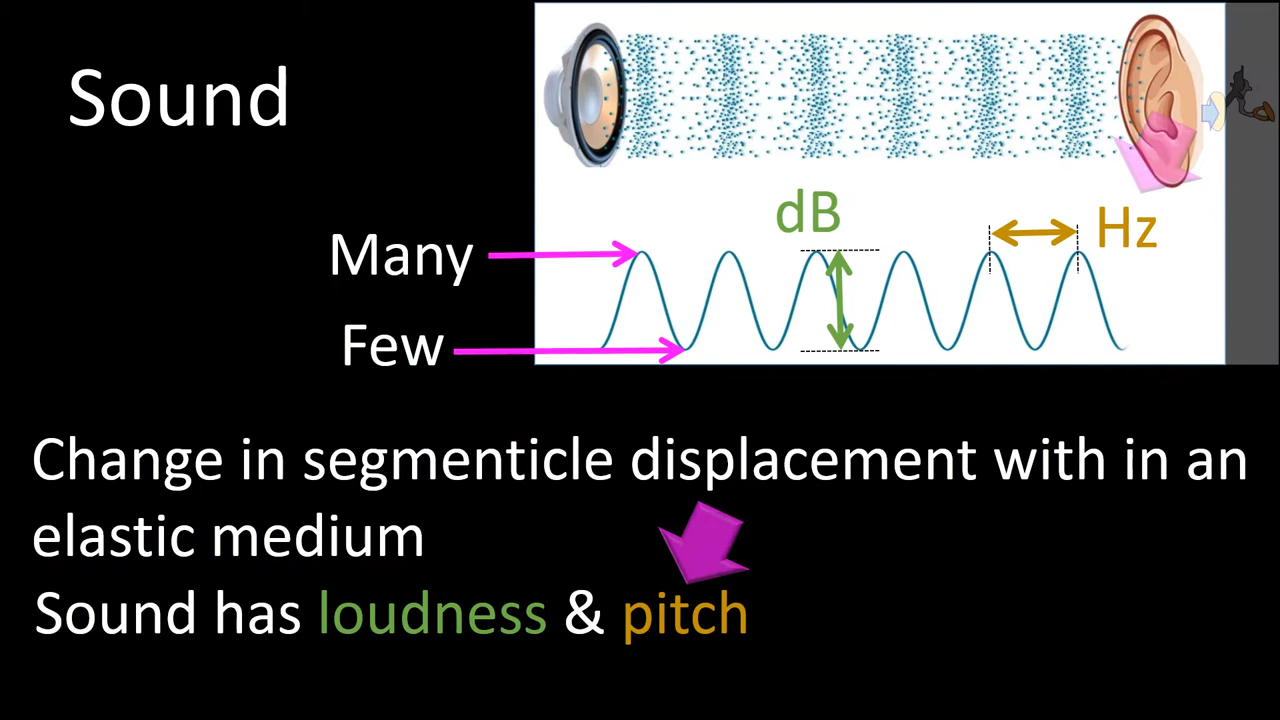 Sound
dB
Hz
Many
Few
Change in segmenticle displacement with in an
elastic medium
Sound has loudness & pitch